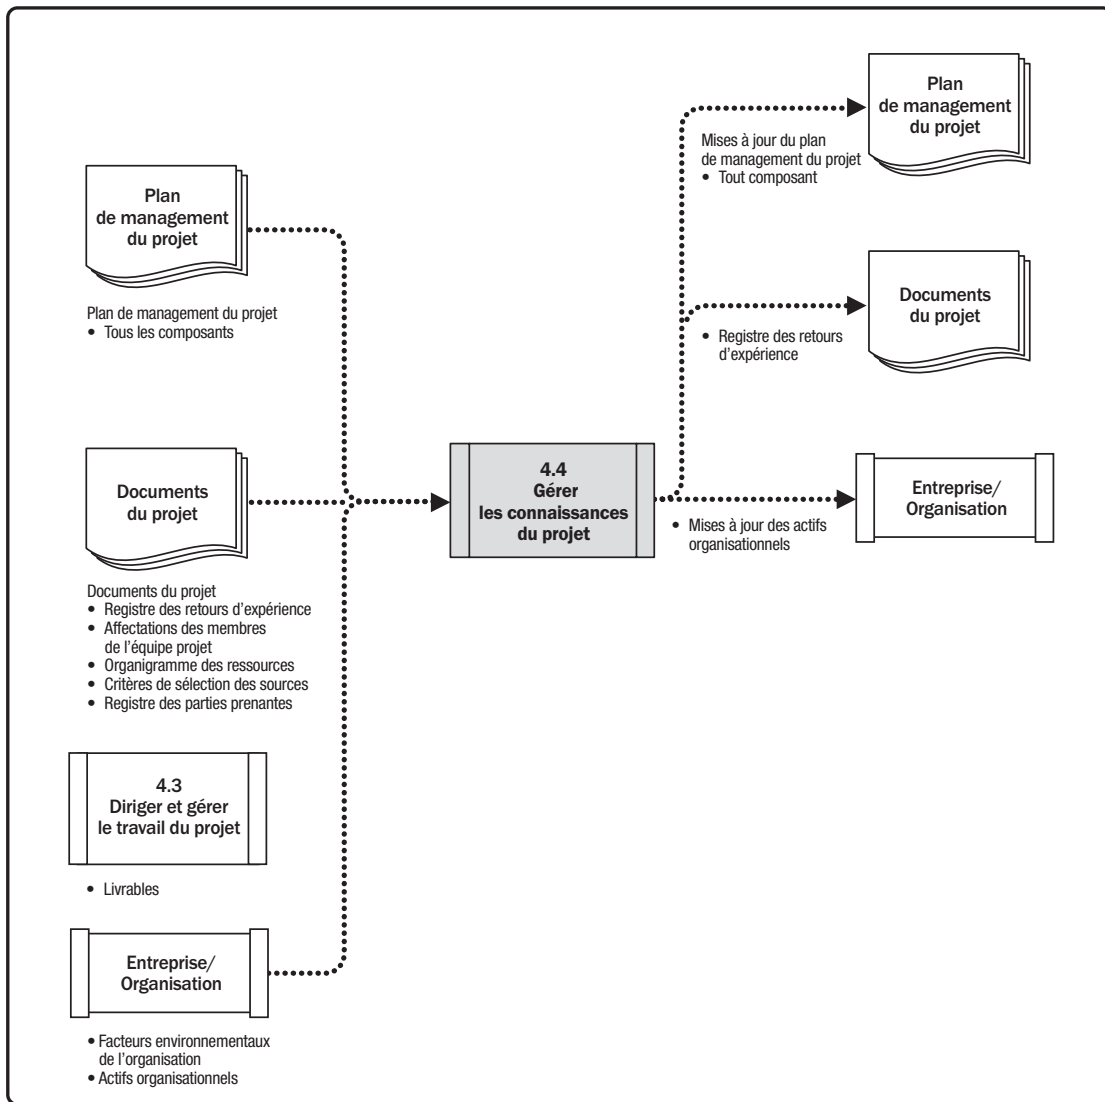 Plan
de management
du projet
Plan de management du projet
• Tous les composants
Documents
du projet
Documents du projet
• Registre des retours d’expérience
• Affectations des membres
de l’équipe projet
• Organigramme des ressources
• Critères de sélection des sources
• Registre des parties prenantes
4.3
Diriger et gérer
le travail du projet
• Livrables
Entreprise/
Organisation
• Facteurs environnementaux
de l’organisation
• Actifs organisationnels
4.4
Gérer
les connaissances
du projet
Plan
de management
du projet
Mises à jour du plan
de management du projet
• Tout composant
Documents
du projet
• Registre des retours
d’expérience
Entreprise/
Organisation
• Mises à jour des actifs
organisationnels